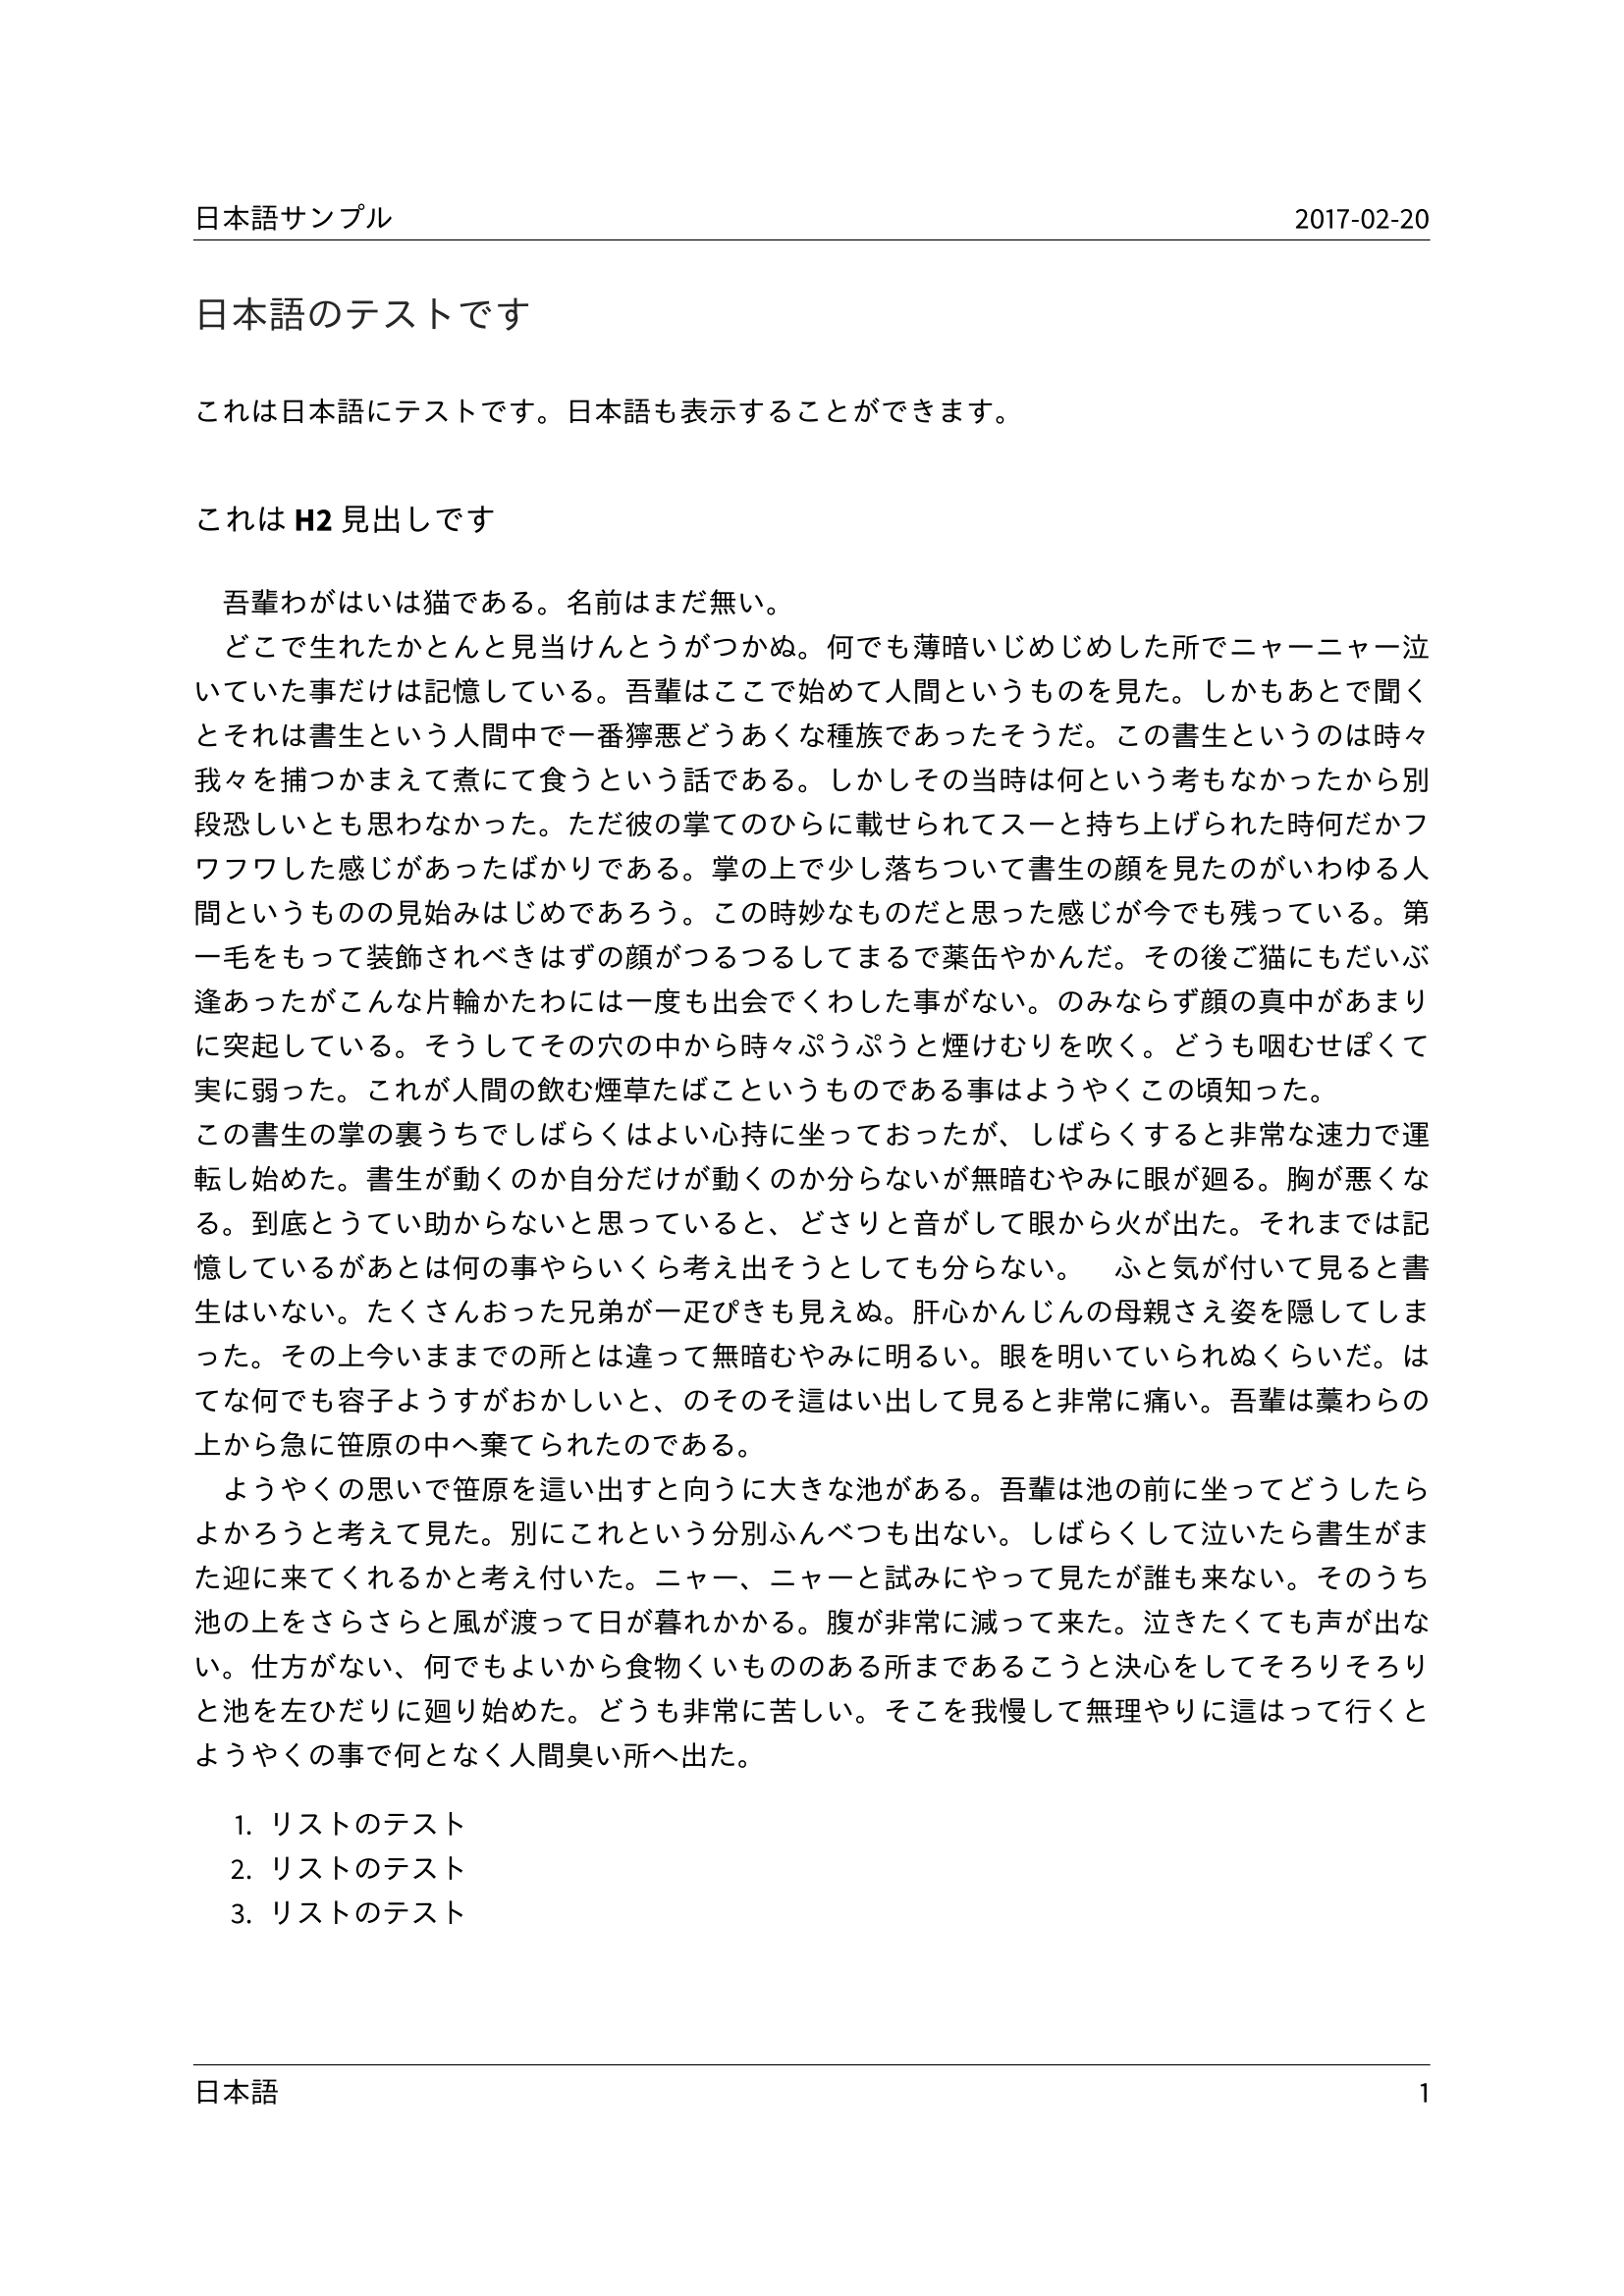 日本語サンプル 2017-02-20
日本語のテストです
これは日本語にテストです。日本語も表示することができます。
これは H2 見出しです
　吾輩わがはいは猫である。名前はまだ無い。
　どこで生れたかとんと見当けんとうがつかぬ。何でも薄暗いじめじめした所でニャーニャー泣
いていた事だけは記憶している。吾輩はここで始めて人間というものを見た。しかもあとで聞く
とそれは書生という人間中で一番獰悪どうあくな種族であったそうだ。この書生というのは時々
我々を捕つかまえて煮にて食うという話である。しかしその当時は何という考もなかったから別
段恐しいとも思わなかった。ただ彼の掌てのひらに載せられてスーと持ち上げられた時何だかフ
ワフワした感じがあったばかりである。掌の上で少し落ちついて書生の顔を見たのがいわゆる人
間というものの見始みはじめであろう。この時妙なものだと思った感じが今でも残っている。第
一毛をもって装飾されべきはずの顔がつるつるしてまるで薬缶やかんだ。その後ご猫にもだいぶ
逢あったがこんな片輪かたわには一度も出会でくわした事がない。のみならず顔の真中があまり
に突起している。そうしてその穴の中から時々ぷうぷうと煙けむりを吹く。どうも咽むせぽくて
実に弱った。これが人間の飲む煙草たばこというものである事はようやくこの頃知った。
この書生の掌の裏うちでしばらくはよい心持に坐っておったが、しばらくすると非常な速力で運
転し始めた。書生が動くのか自分だけが動くのか分らないが無暗むやみに眼が廻る。胸が悪くな
る。到底とうてい助からないと思っていると、どさりと音がして眼から火が出た。それまでは記
憶しているがあとは何の事やらいくら考え出そうとしても分らない。　ふと気が付いて見ると書
生はいない。たくさんおった兄弟が一疋ぴきも見えぬ。肝心かんじんの母親さえ姿を隠してしま
った。その上今いままでの所とは違って無暗むやみに明るい。眼を明いていられぬくらいだ。は
てな何でも容子ようすがおかしいと、のそのそ這はい出して見ると非常に痛い。吾輩は藁わらの
上から急に笹原の中へ棄てられたのである。
　ようやくの思いで笹原を這い出すと向うに大きな池がある。吾輩は池の前に坐ってどうしたら
よかろうと考えて見た。別にこれという分別ふんべつも出ない。しばらくして泣いたら書生がま
た迎に来てくれるかと考え付いた。ニャー、ニャーと試みにやって見たが誰も来ない。そのうち
池の上をさらさらと風が渡って日が暮れかかる。腹が非常に減って来た。泣きたくても声が出な
い。仕方がない、何でもよいから食物くいもののある所まであるこうと決心をしてそろりそろり
と池を左ひだりに廻り始めた。どうも非常に苦しい。そこを我慢して無理やりに這はって行くと
ようやくの事で何となく人間臭い所へ出た。
1. リストのテスト
2. リストのテスト
3. リストのテスト
日本語 1